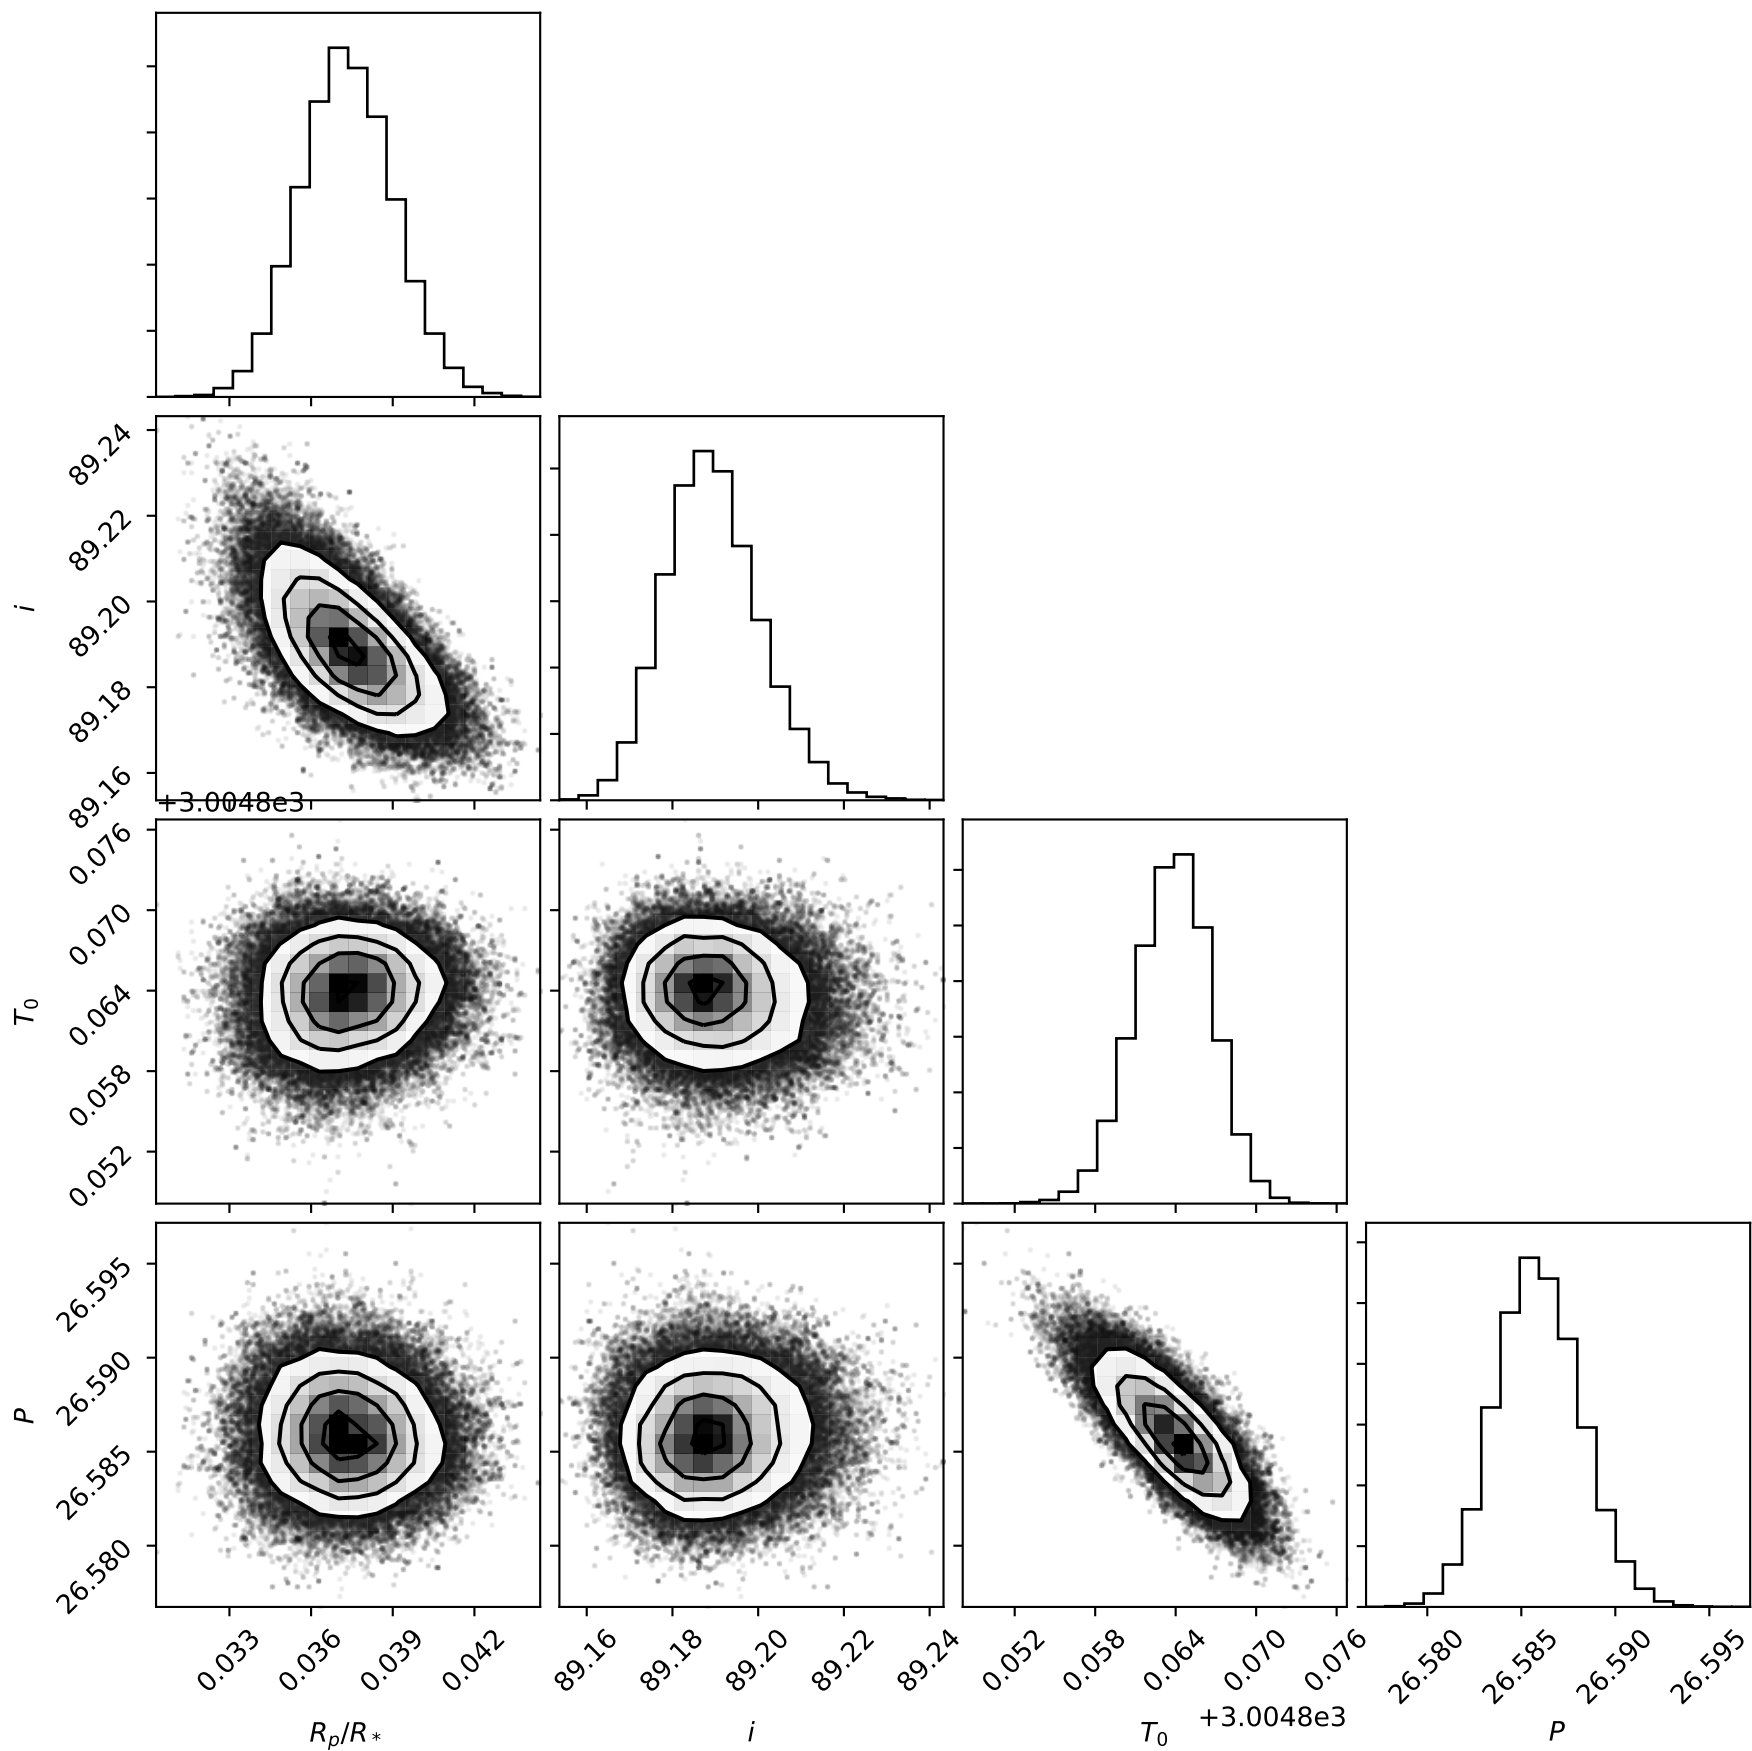 89.24
89.22
89.20
89.18
89.16
i
+3.0048e3
0.076
0.070
0.064
0.058
0.052
T₀
26.595
26.590
26.585
26.580
P
0.033 0.036 0.039 0.042
89.16 89.18 89.20 89.22 89.24
0.052 0.058 0.064 0.070 0.076
26.580 26.585 26.590 26.595
+3.0048e3
Rₚ/R* i T₀ P